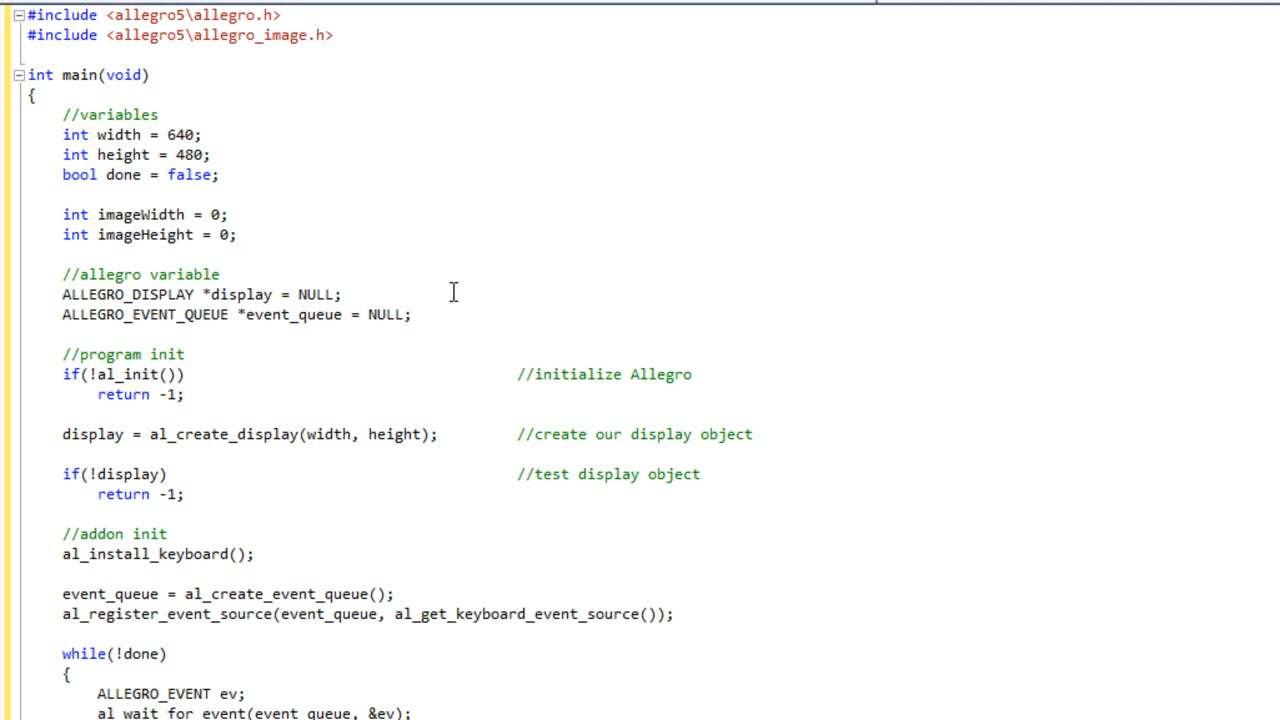 #include <allegro5\allegro.h>
#include <allegro5\allegro_image.h>
int main(void)
{
//variables
int width = 640;
int height = 480;
bool done = false;
int imageWidth = 0;
int imageHeight = 0;
//allegro variable
ALLEGRO_DISPLAY *display = NULL;
ALLEGRO_EVENT_QUEUE *event_queue = NULL;
//program init
if(!al_init()) //initialize Allegro
return -1;
display = al_create_display(width, height); //create our display object
if(!display) //test display object
return -1;
//addon init
al_install_keyboard();
event_queue = al_create_event_queue();
al_register_event_source(event_queue, al_get_keyboard_event_source());
while(!done)
{
ALLEGRO_EVENT ev;
al_wait_for_event(event_queue, &ev);